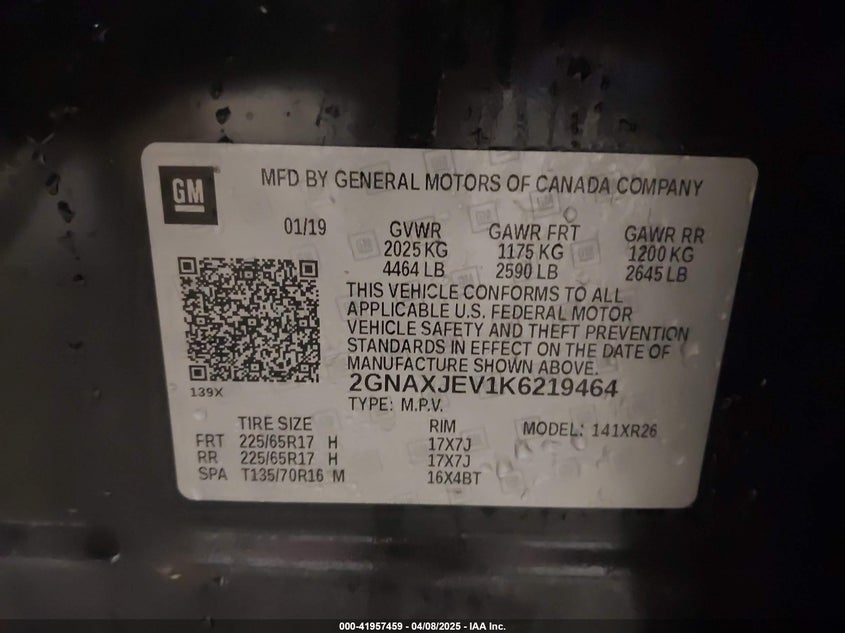 GM
MFD BY GENERAL MOTORS OF CANADA COMPANY
01/19
GVWR GAWR FRT GAWR RR
2025 KG 1175 KG 1200 KG
4464 LB 2590 LB 2645 LB
THIS VEHICLE CONFORMS TO ALL
APPLICABLE U.S. FEDERAL MOTOR
VEHICLE SAFETY AND THEFT PREVENTION
STANDARDS IN EFFECT ON THE DATE OF
MANUFACTURE SHOWN ABOVE.
139X
2GNAXJEV1K6219464
TYPE: M.P.V.
TIRE SIZE RIM MODEL: 141XR26
FRT 225/65R17 H 17X7J
RR 225/65R17 H 17X7J
SPA T135/70R16 M 16X4BT
000-41957459 - 04/08/2025 - IAA Inc.